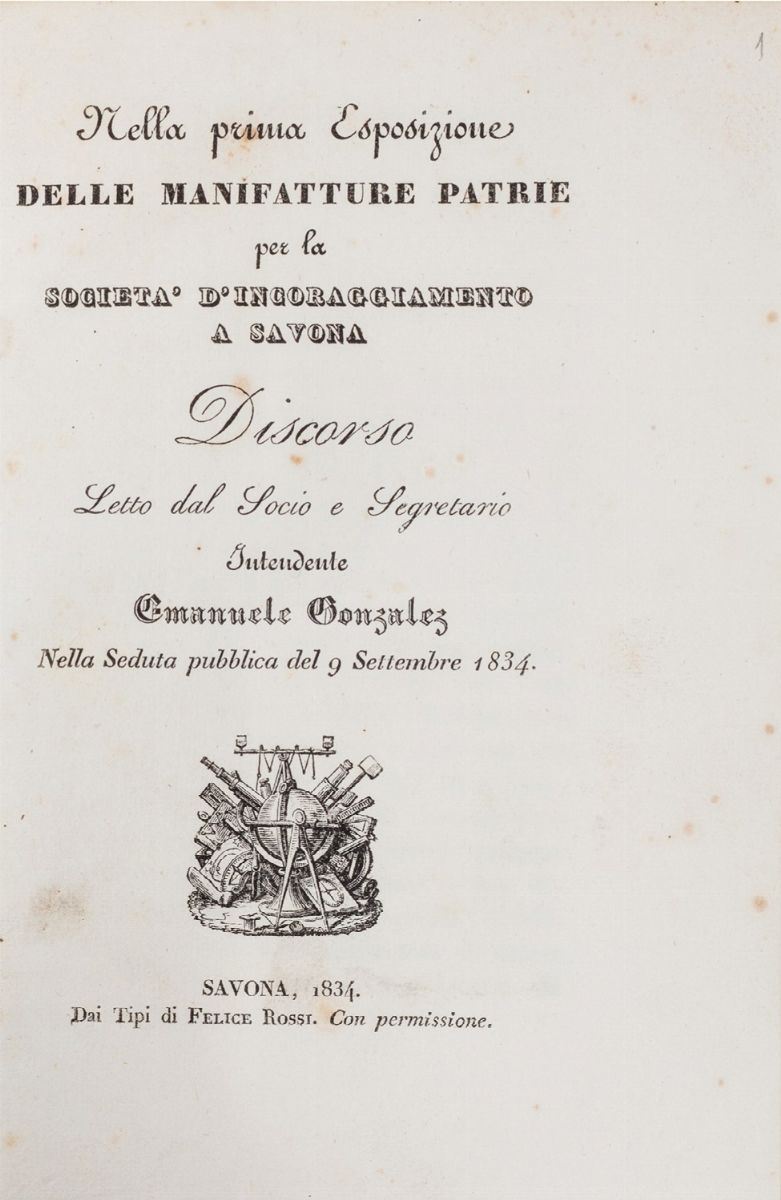 1
Nella prima Esposizione
DELLE MANIFATTURE PATRIE
per la
SOCIETA' D'INCORAGGIAMENTO
A SAVONA
Discorso
Letto dal Socio e Segretario
Intendente
Emanuele Gonzalez
Nella Seduta pubblica del 9 Settembre 1834.
SAVONA, 1834.
Dai Tipi di FELICE ROSSI. Con permissione.